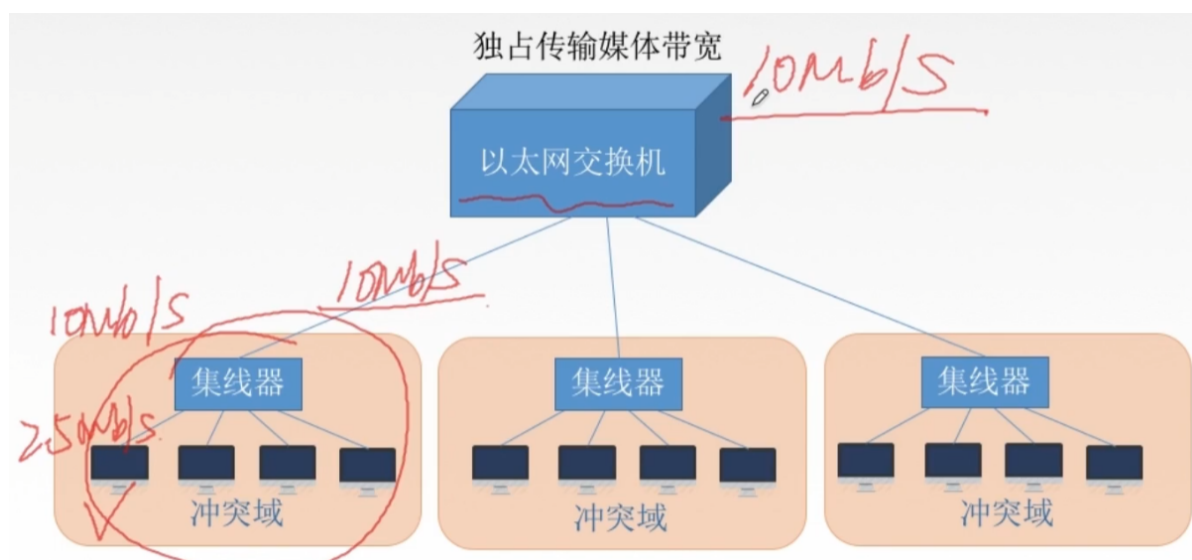 独占传输媒体带宽
10Mb/s
以太网交换机
10Mb/s
10Mb/s
集线器
集线器
集线器
2.5Mb/s
冲突域
冲突域
冲突域